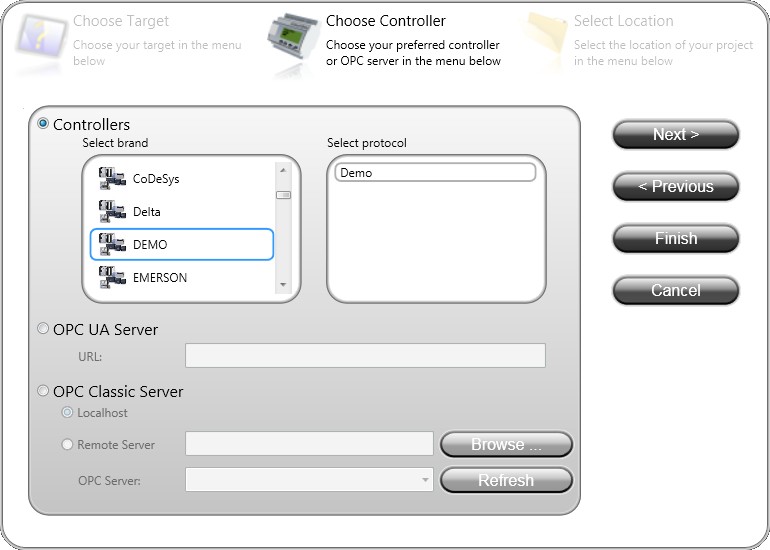 Choose Target
Choose your target in the menu
below
Choose Controller
Choose your preferred controller
or OPC server in the menu below
Select Location
Select the location of your project
in the menu below
Controllers
Select brand
CoDeSys
Delta
DEMO
EMERSON
Select protocol
Demo
OPC UA Server
URL:
OPC Classic Server
Localhost
Remote Server
Browse ...
OPC Server:
Refresh
Next >
< Previous
Finish
Cancel